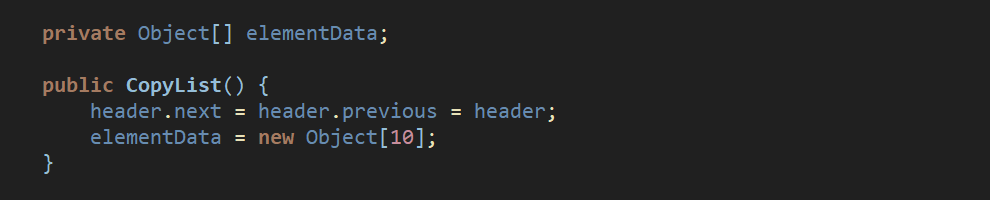 private Object[] elementData;
public CopyList() {
header.next = header.previous = header;
elementData = new Object[10];
}